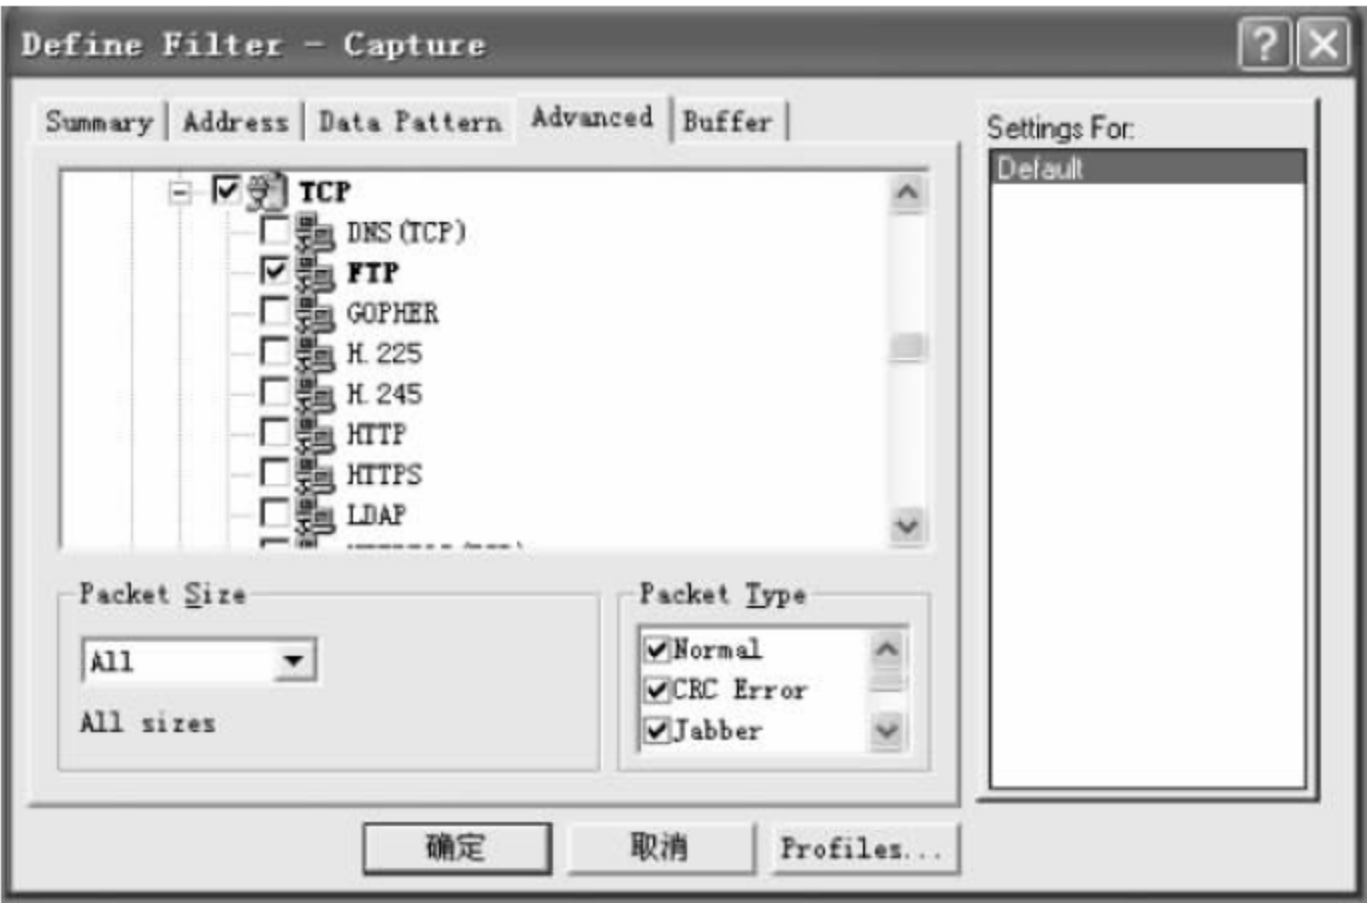 Define Filter - Capture
Summary Address Data Pattern Advanced Buffer
Settings For:
Default
TCP
DNS (TCP)
FTP
GOPHER
H.225
H.245
HTTP
HTTPS
LDAP
Packet Size
All
All sizes
Packet Type
Normal
CRC Error
Jabber
确定 取消 Profiles...